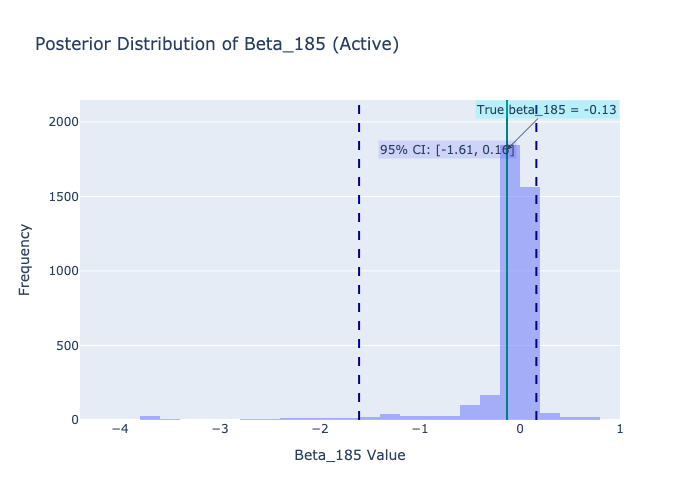 Posterior Distribution of Beta_185 (Active)
True beta_185 = -0.13
95% CI: [-1.61, 0.16]
2000
1500
1000
500
0
Frequency
−4
−3
−2
−1
0
1
Beta_185 Value